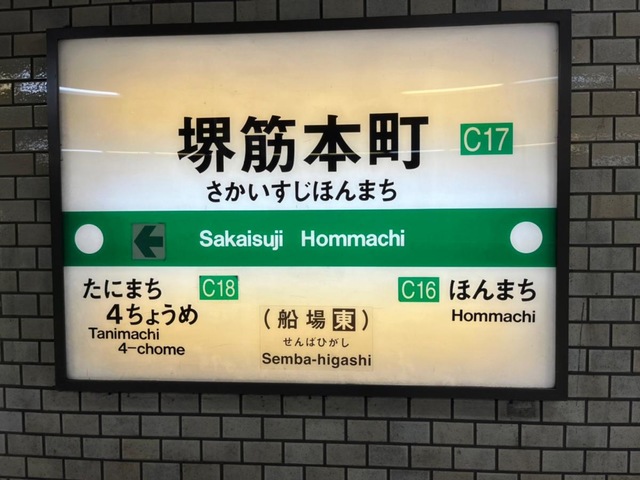 堺筋本町 C17
さかいすじほんまち
Sakaisuji Hommachi
たにまち
4ちょうめ
C18
Tanimachi
4-chome
C16 ほんまち
Hommachi
(船場東)
せんばひがし
Semba-higashi